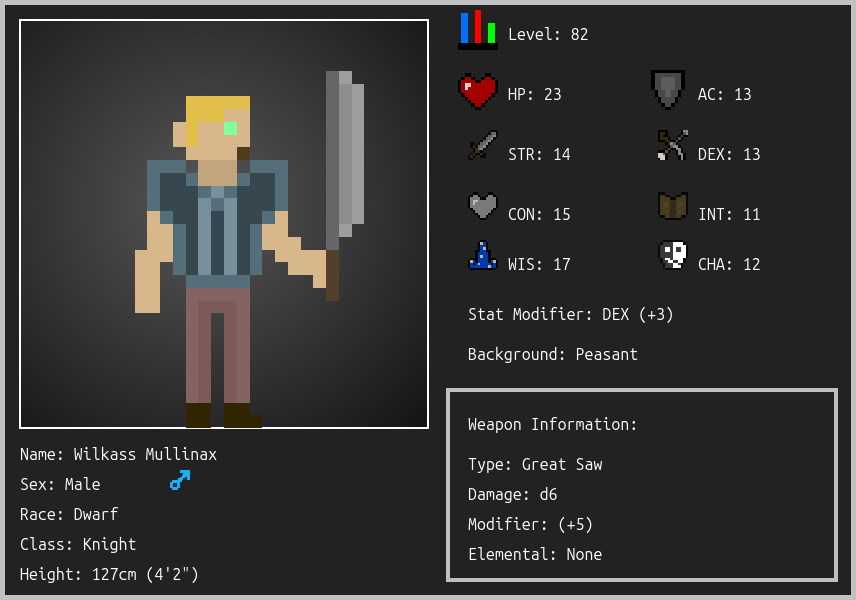 Level: 82
HP: 23
AC: 13
STR: 14
DEX: 13
CON: 15
INT: 11
WIS: 17
CHA: 12
Stat Modifier: DEX (+3)
Background: Peasant
Name: Wilkass Mullinax
Sex: Male
Race: Dwarf
Class: Knight
Height: 127cm (4'2")
Weapon Information:
Type: Great Saw
Damage: d6
Modifier: (+5)
Elemental: None